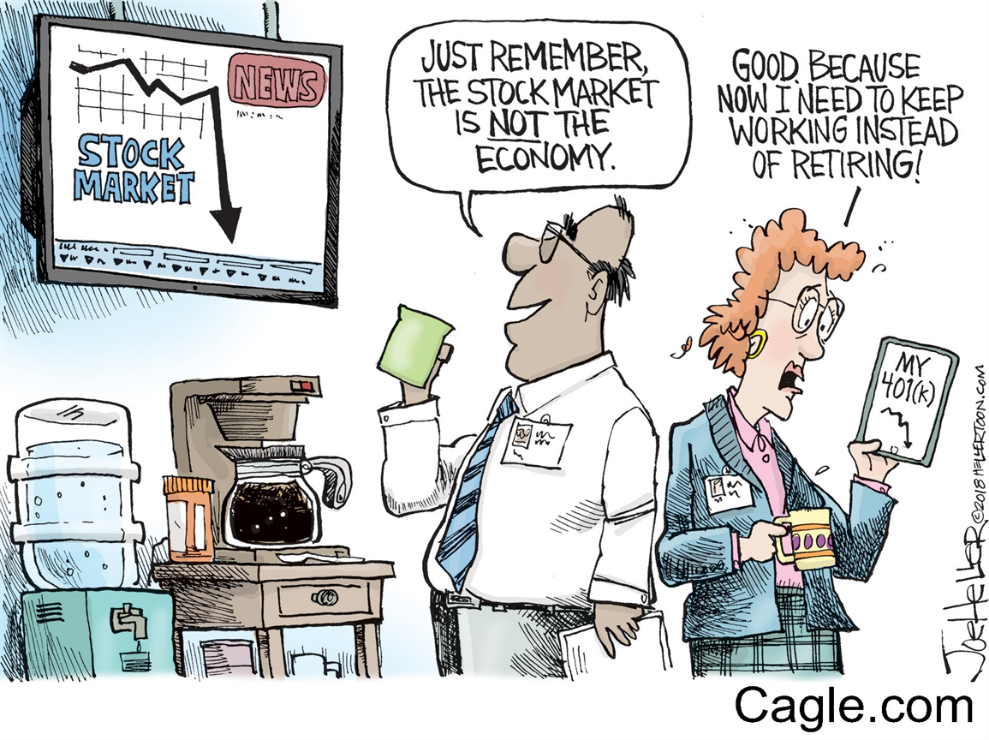 NEWS
STOCK
MARKET
JUST REMEMBER,
THE STOCK MARKET
IS NOT THE
ECONOMY.
GOOD. BECAUSE
NOW I NEED TO KEEP
WORKING INSTEAD
OF RETIRING!
MY
401(K)
JOE HELLER
©2018 HELLERTOON.COM
Cagle.com